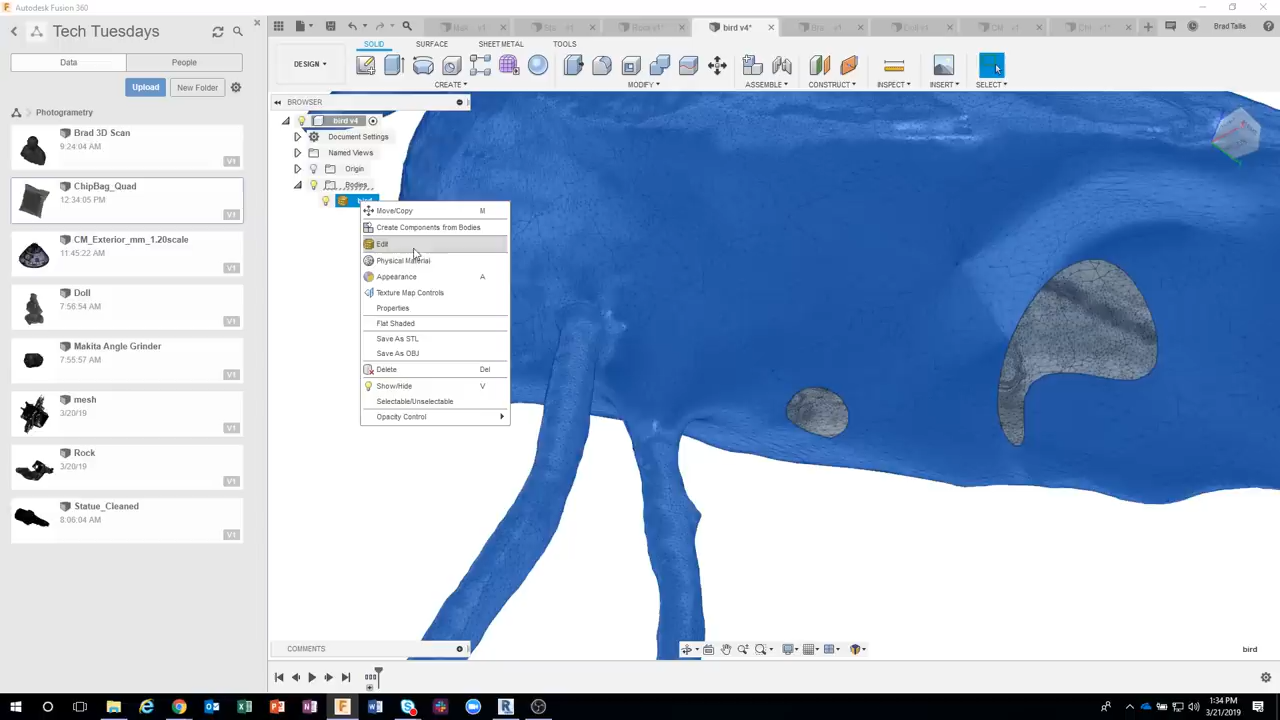 Autodesk Fusion 360
Tech Tuesdays
Data
People
Upload
New Folder
Photogrametry
Brad 3D Scan
9:24:04 AM
V1
ChipBag_Quad
12:34:05 PM
V1
CM_Exterior_mm_1.20scale
11:45:22 AM
V1
Doll
7:56:54 AM
V1
Makita Angle Grinder
7:55:57 AM
V1
mesh
3/20/19
V1
Rock
3/20/19
V1
Statue_Cleaned
8:06:04 AM
V1
bird v4*
Brad Tallis
SOLID
SURFACE
SHEET METAL
TOOLS
DESIGN
CREATE
MODIFY
ASSEMBLE
CONSTRUCT
INSPECT
INSERT
SELECT
BROWSER
bird v4
Document Settings
Named Views
Origin
Bodies
bird
Move/Copy M
Create Components from Bodies
Edit
Physical Material
Appearance A
Texture Map Controls
Properties
Flat Shaded
Save As STL
Save As OBJ
Delete Del
Show/Hide V
Selectable/Unselectable
Opacity Control
COMMENTS
bird
1:34 PM
3/21/2019